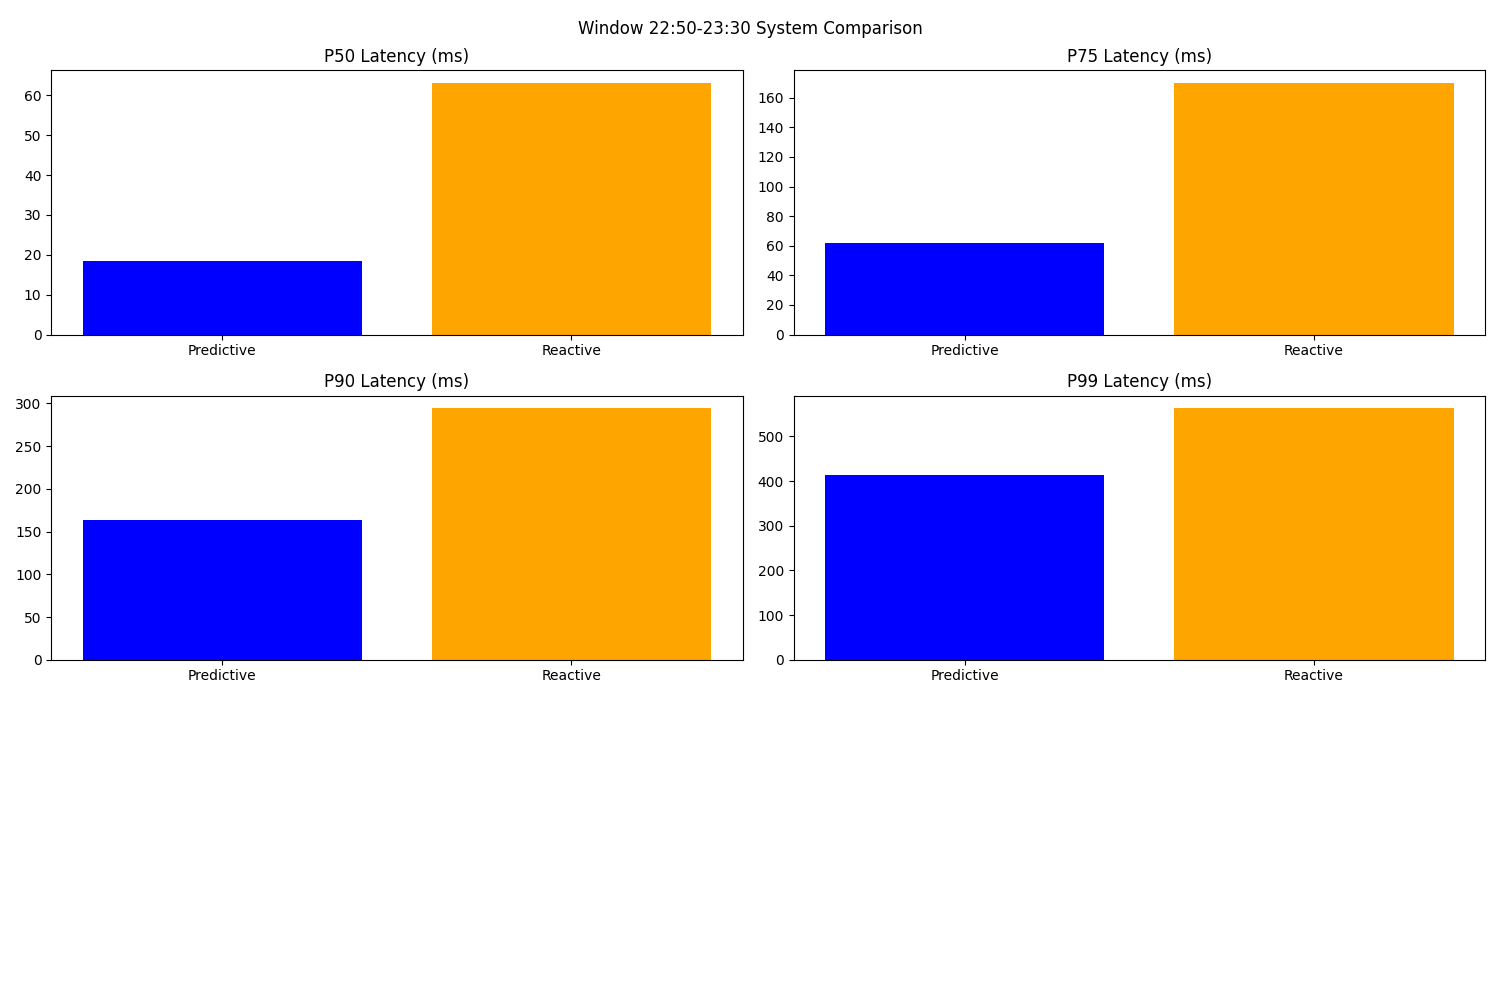 Window 22:50-23:30 System Comparison
P50 Latency (ms)
60
50
40
30
20
10
0
Predictive
Reactive
P75 Latency (ms)
160
140
120
100
80
60
40
20
0
Predictive
Reactive
P90 Latency (ms)
300
250
200
150
100
50
0
Predictive
Reactive
P99 Latency (ms)
500
400
300
200
100
0
Predictive
Reactive